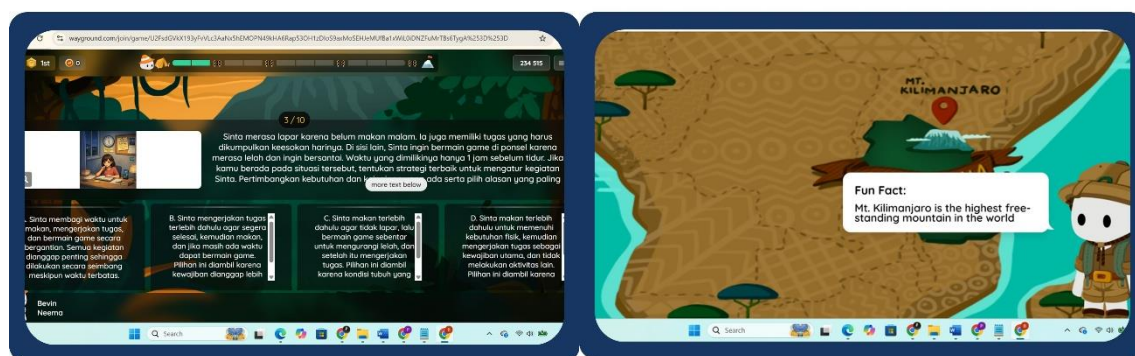 1st
0
234 515
3 / 10
Sinta merasa lapar karena belum makan malam. Ia juga memiliki tugas yang harus
dikumpulkan keesokan harinya. Di sisi lain, Sinta ingin bermain game di ponsel karena
merasa lelah dan ingin bersantai. Waktu yang dimilikinya hanya 1 jam sebelum tidur. Jika
kamu berada pada situasi tersebut, tentukan strategi terbaik untuk mengatur kegiatan
Sinta. Pertimbangkan kebutuhan dan ada serta pilih alasan yang paling
more text below
Sinta membagi waktu untuk
makan, mengerjakan tugas,
dan bermain game secara
bergantian. Semua kegiatan
dianggap penting sehingga
dilakukan secara seimbang
meskipun waktu terbatas.
B. Sinta mengerjakan tugas
terlebih dahulu agar segera
selesai, kemudian makan,
dan jika masih ada waktu
dapat bermain game.
Pilihan ini diambil karena
kewajiban dianggap lebih
C. Sinta makan terlebih
dahulu agar tidak lapar, lalu
bermain game sebentar
untuk mengurangi lelah, dan
setelah itu mengerjakan
tugas. Pilihan ini diambil
karena kondisi tubuh yang
D. Sinta makan terlebih
dahulu untuk memenuhi
kebutuhan fisik, kemudian
mengerjakan tugas sebagai
kewajiban utama, dan tidak
melakukan aktivitas lain.
Pilihan ini diambil karena
Bevin
Neema
Search
MT.
KILIMANJARO
Fun Fact:
Mt. Kilimanjaro is the highest free-
standing mountain in the world
Search